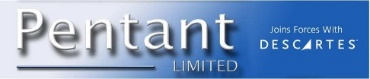 Pentant
LIMITED
Joins Forces With
DESCARTES